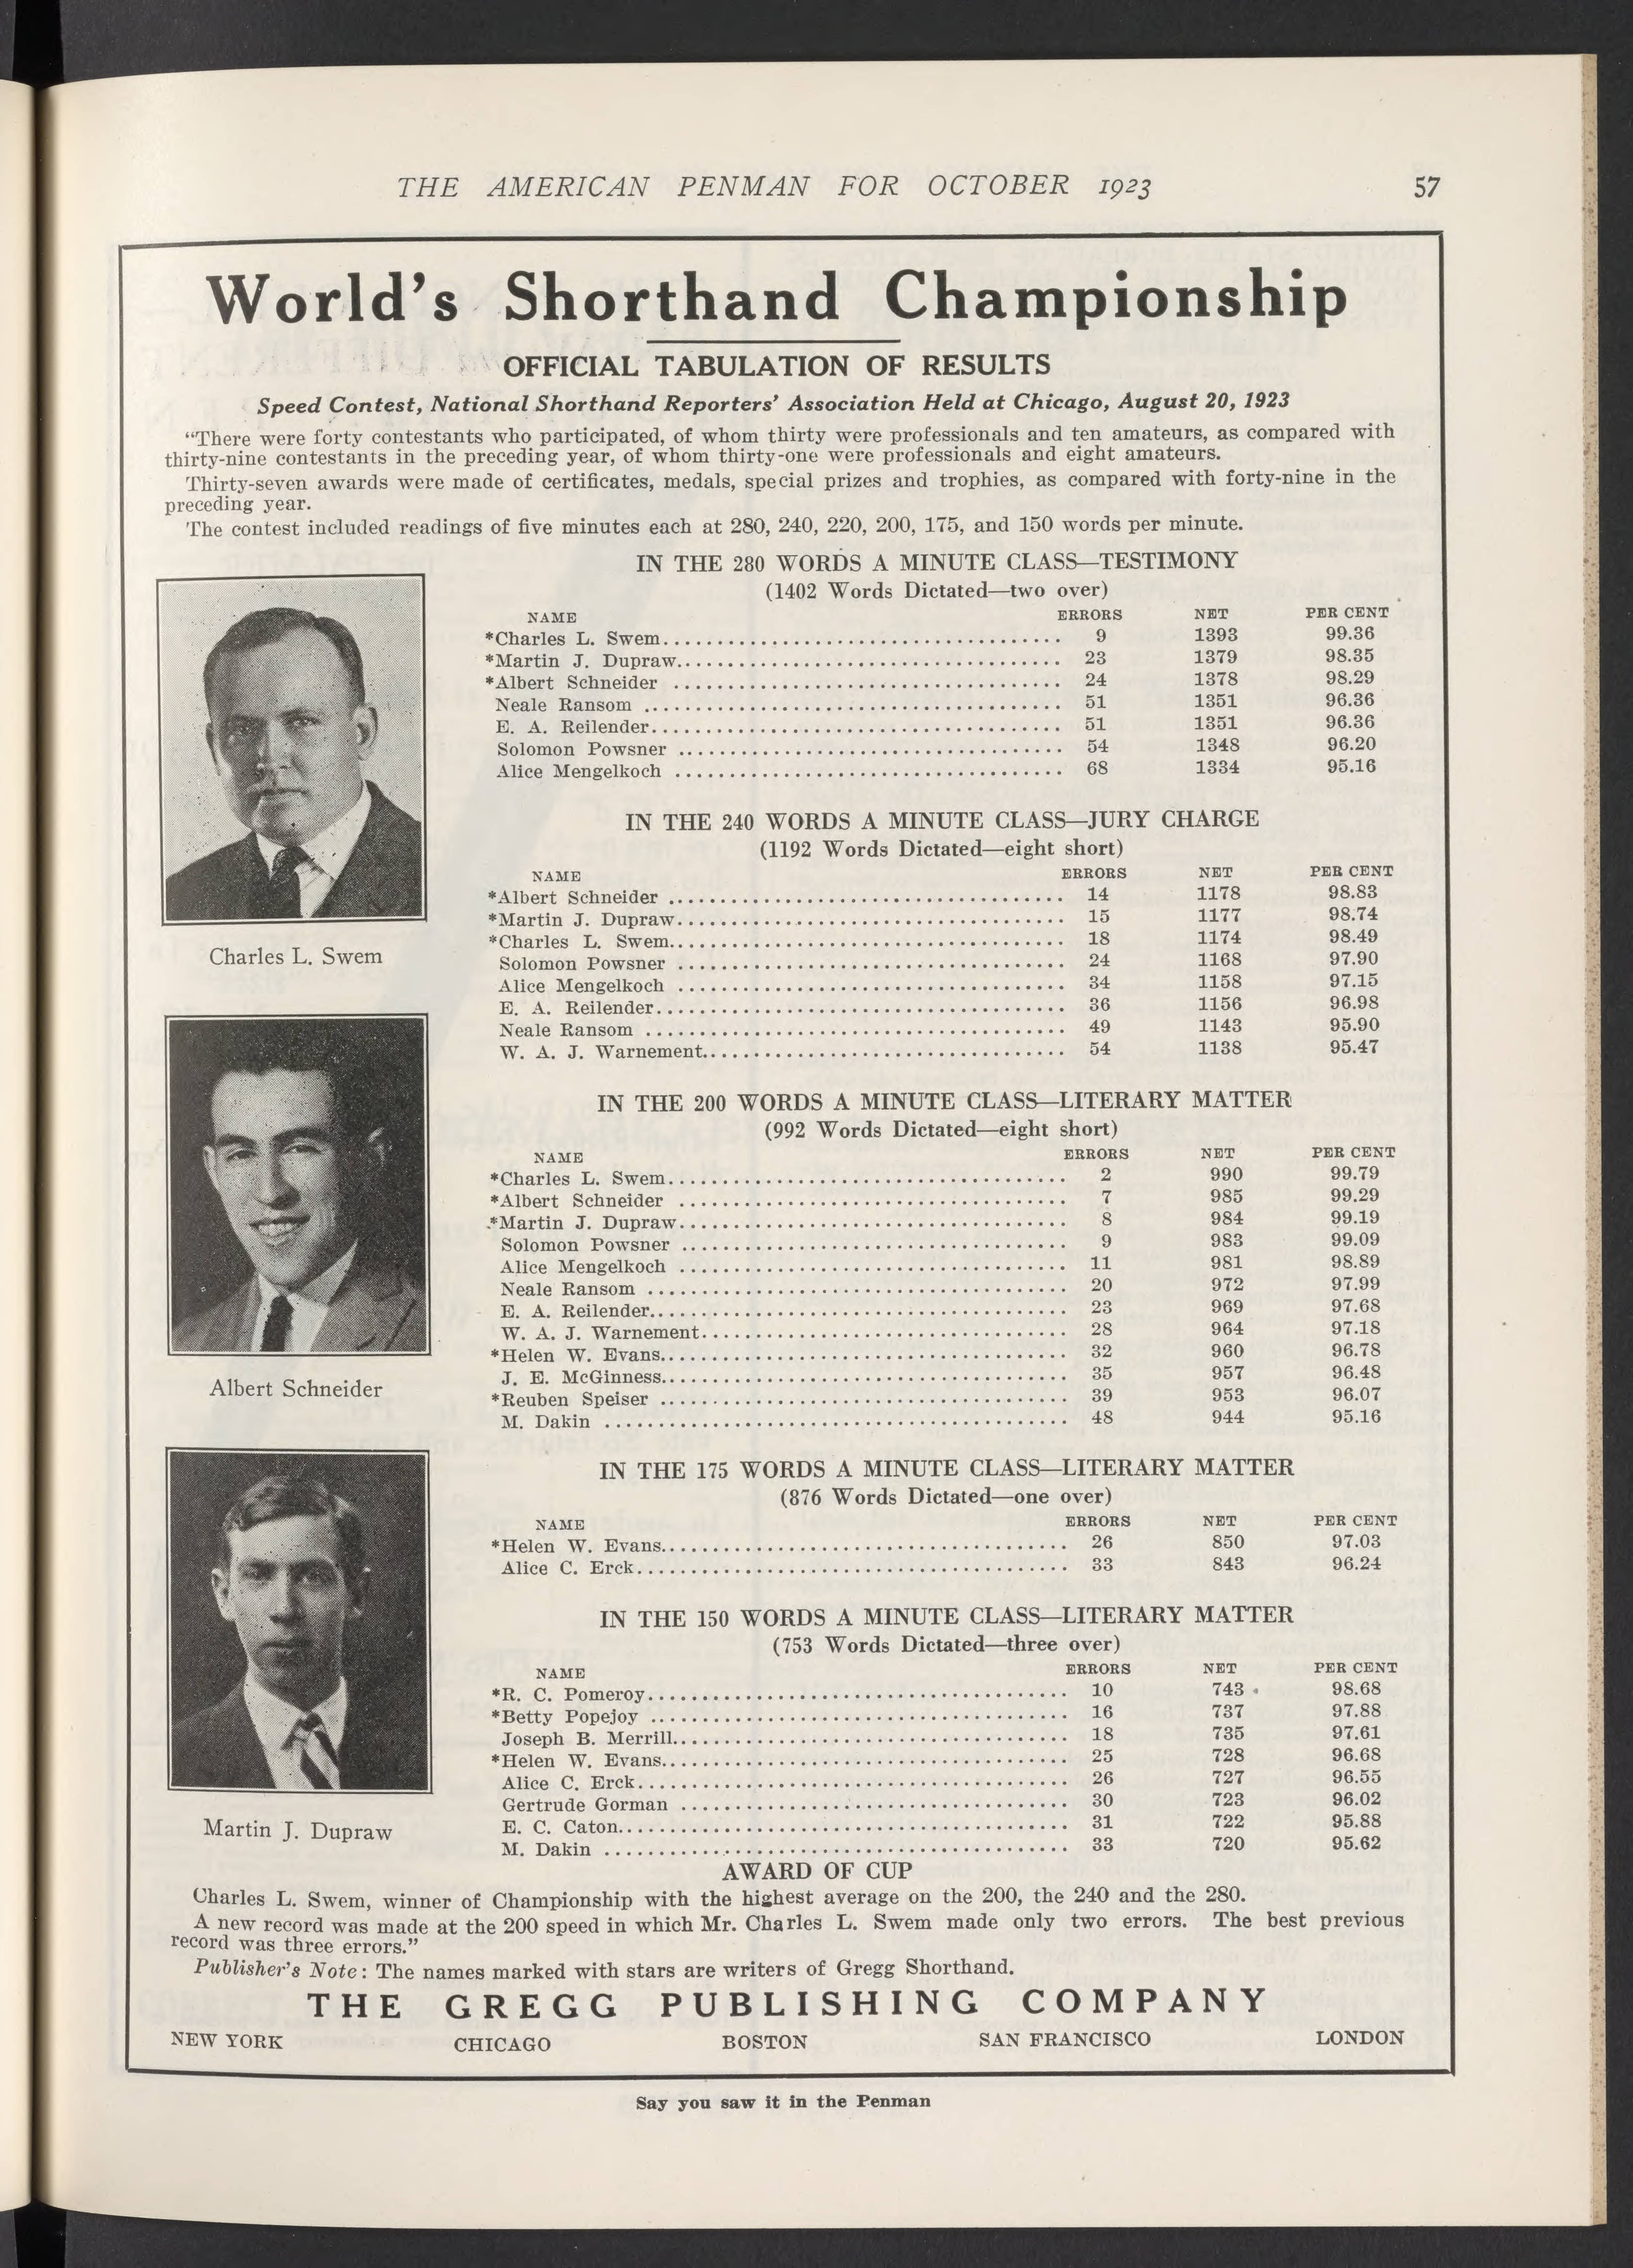 THE AMERICAN PENMAN FOR OCTOBER 1923 57
World's Shorthand Championship
OFFICIAL TABULATION OF RESULTS
Speed Contest, National Shorthand Reporters' Association Held at Chicago, August 20, 1923
"There were forty contestants who participated, of whom thirty were professionals and ten amateurs, as compared with
thirty-nine contestants in the preceding year, of whom thirty-one were professionals and eight amateurs.
Thirty-seven awards were made of certificates, medals, special prizes and trophies, as compared with forty-nine in the
preceding year.
The contest included readings of five minutes each at 280, 240, 220, 200, 175, and 150 words per minute.
IN THE 280 WORDS A MINUTE CLASS—TESTIMONY
(1402 Words Dictated—two over)
NAME ERRORS NET PER CENT
*Charles L. Swem 9 1393 99.36
*Martin J. Dupraw 23 1379 98.35
*Albert Schneider 24 1378 98.29
Neale Ransom 51 1351 96.36
E. A. Reilender 51 1351 96.36
Solomon Powsner 54 1348 96.20
Alice Mengelkoch 68 1334 95.16
Charles L. Swem
IN THE 240 WORDS A MINUTE CLASS—JURY CHARGE
(1192 Words Dictated—eight short)
NAME ERRORS NET PER CENT
*Albert Schneider 14 1178 98.83
*Martin J. Dupraw 15 1177 98.74
*Charles L. Swem 18 1174 98.49
Solomon Powsner 24 1168 97.90
Alice Mengelkoch 34 1158 97.15
E. A. Reilender 36 1156 96.98
Neale Ransom 49 1143 95.90
W. A. J. Warnement 54 1138 95.47
IN THE 200 WORDS A MINUTE CLASS—LITERARY MATTER
(992 Words Dictated—eight short)
NAME ERRORS NET PER CENT
*Charles L. Swem 2 990 99.79
*Albert Schneider 7 985 99.29
*Martin J. Dupraw 8 984 99.19
Solomon Powsner 9 983 99.09
Alice Mengelkoch 11 981 98.89
Neale Ransom 20 972 97.99
E. A. Reilender 23 969 97.68
W. A. J. Warnement 28 964 97.18
*Helen W. Evans 32 960 96.78
J. E. McGinness 35 957 96.48
*Reuben Speiser 39 953 96.07
M. Dakin 48 944 95.16
Albert Schneider
IN THE 175 WORDS A MINUTE CLASS—LITERARY MATTER
(876 Words Dictated—one over)
NAME ERRORS NET PER CENT
*Helen W. Evans 26 850 97.03
Alice C. Erck 33 843 96.24
IN THE 150 WORDS A MINUTE CLASS—LITERARY MATTER
(753 Words Dictated—three over)
NAME ERRORS NET PER CENT
*R. C. Pomeroy 10 743 98.68
*Betty Popejoy 16 737 97.88
Joseph B. Merrill 18 735 97.61
*Helen W. Evans 25 728 96.68
Alice C. Erck 26 727 96.55
Gertrude Gorman 30 723 96.02
E. C. Caton 31 722 95.88
M. Dakin 33 720 95.62
Martin J. Dupraw
AWARD OF CUP
Charles L. Swem, winner of Championship with the highest average on the 200, the 240 and the 280.
A new record was made at the 200 speed in which Mr. Charles L. Swem made only two errors. The best previous
record was three errors."
Publisher's Note: The names marked with stars are writers of Gregg Shorthand.
THE GREGG PUBLISHING COMPANY
NEW YORK CHICAGO BOSTON SAN FRANCISCO LONDON
Say you saw it in the Penman